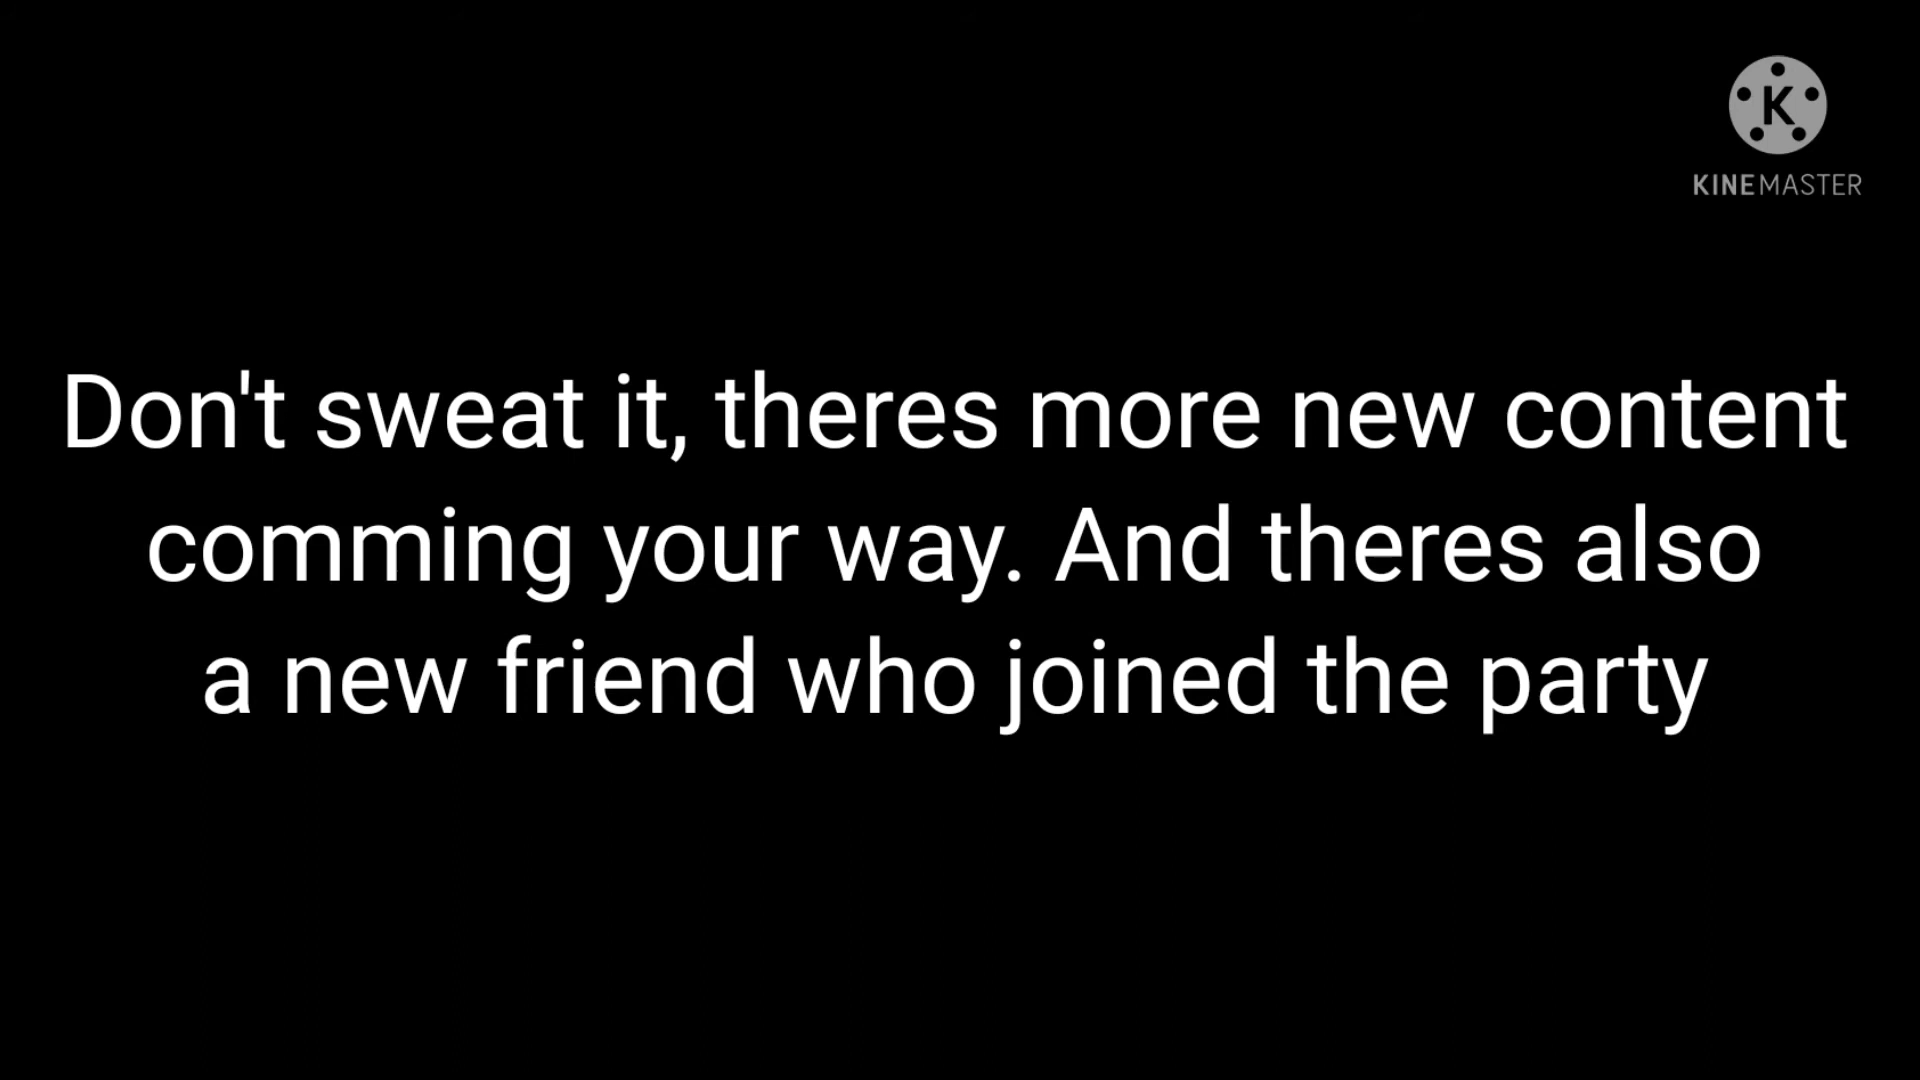 K
KINEMASTER
Don't sweat it, theres more new content
comming your way. And theres also
a new friend who joined the party